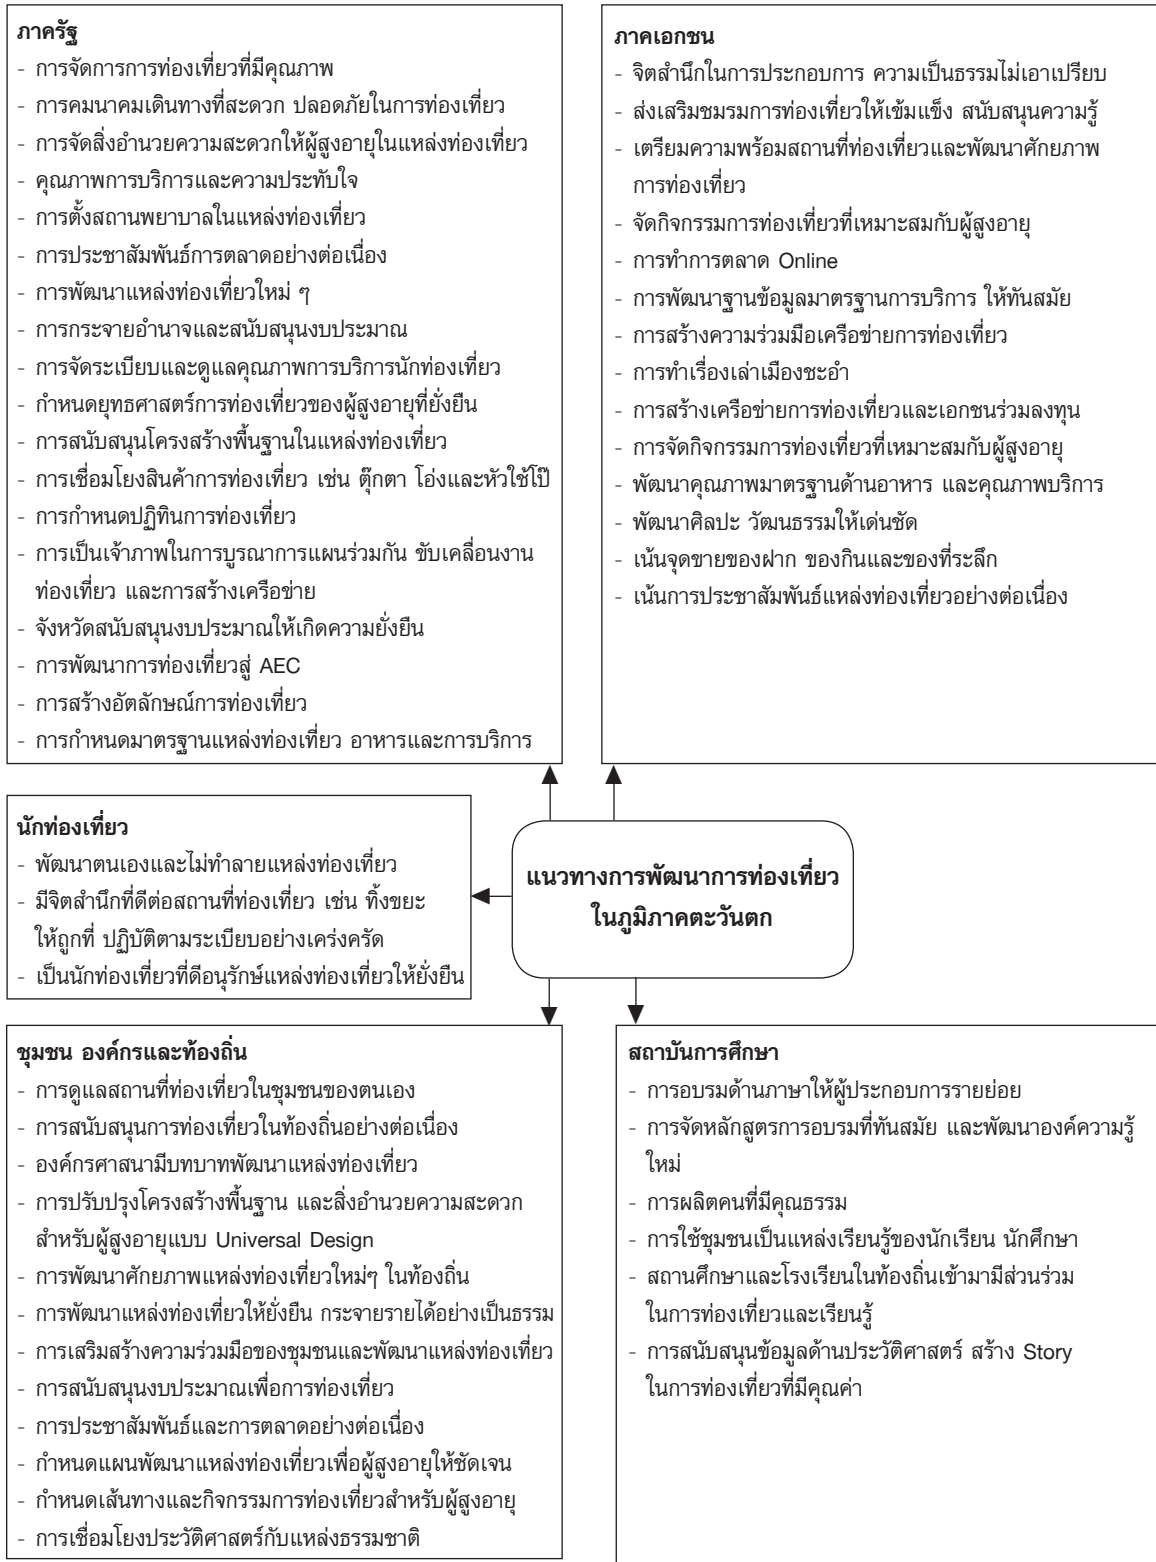 ภาครัฐ
- การจัดการการท่องเที่ยวที่มีคุณภาพ
- การคมนาคมเดินทางที่สะดวก ปลอดภัยในการท่องเที่ยว
- การจัดสิ่งอำนวยความสะดวกให้ผู้สูงอายุในแหล่งท่องเที่ยว
- คุณภาพการบริการและความประทับใจ
- การตั้งสถานพยาบาลในแหล่งท่องเที่ยว
- การประชาสัมพันธ์การตลาดอย่างต่อเนื่อง
- การพัฒนาแหล่งท่องเที่ยวใหม่ ๆ
- การกระจายอำนาจและสนับสนุนงบประมาณ
- การจัดระเบียบและดูแลคุณภาพการบริการนักท่องเที่ยว
- กำหนดยุทธศาสตร์การท่องเที่ยวของผู้สูงอายุที่ยั่งยืน
- การสนับสนุนโครงสร้างพื้นฐานในแหล่งท่องเที่ยว
- การเชื่อมโยงสินค้าการท่องเที่ยว เช่น ตุ๊กตา โอ่งและหัวใช้โป๊
- การกำหนดปฏิทินการท่องเที่ยว
- การเป็นเจ้าภาพในการบูรณาการแผนร่วมกัน ขับเคลื่อนงาน
ท่องเที่ยว และการสร้างเครือข่าย
- จังหวัดสนับสนุนงบประมาณให้เกิดความยั่งยืน
- การพัฒนาการท่องเที่ยวสู่ AEC
- การสร้างอัตลักษณ์การท่องเที่ยว
- การกำหนดมาตรฐานแหล่งท่องเที่ยว อาหารและการบริการ
ภาคเอกชน
- จิตสำนึกในการประกอบการ ความเป็นธรรมไม่เอาเปรียบ
- ส่งเสริมชมรมการท่องเที่ยวให้เข้มแข็ง สนับสนุนความรู้
- เตรียมความพร้อมสถานที่ท่องเที่ยวและพัฒนาศักยภาพ
การท่องเที่ยว
- จัดกิจกรรมการท่องเที่ยวที่เหมาะสมกับผู้สูงอายุ
- การทำการตลาด Online
- การพัฒนาฐานข้อมูลมาตรฐานการบริการ ให้ทันสมัย
- การสร้างความร่วมมือเครือข่ายการท่องเที่ยว
- การทำเรื่องเล่าเมืองชะอำ
- การสร้างเครือข่ายการท่องเที่ยวและเอกชนร่วมลงทุน
- การจัดกิจกรรมการท่องเที่ยวที่เหมาะสมกับผู้สูงอายุ
- พัฒนาคุณภาพมาตรฐานด้านอาหาร และคุณภาพบริการ
- พัฒนาศิลปะ วัฒนธรรมให้เด่นชัด
- เน้นจุดขายของฝาก ของกินและของที่ระลึก
- เน้นการประชาสัมพันธ์แหล่งท่องเที่ยวอย่างต่อเนื่อง
นักท่องเที่ยว
- พัฒนาตนเองและไม่ทำลายแหล่งท่องเที่ยว
- มีจิตสำนึกที่ดีต่อสถานที่ท่องเที่ยว เช่น ทิ้งขยะ
ให้ถูกที่ ปฏิบัติตามระเบียบอย่างเคร่งครัด
- เป็นนักท่องเที่ยวที่ดีอนุรักษ์แหล่งท่องเที่ยวให้ยั่งยืน
แนวทางการพัฒนาการท่องเที่ยว
ในภูมิภาคตะวันตก
ชุมชน องค์กรและท้องถิ่น
- การดูแลสถานที่ท่องเที่ยวในชุมชนของตนเอง
- การสนับสนุนการท่องเที่ยวในท้องถิ่นอย่างต่อเนื่อง
- องค์กรศาสนามีบทบาทพัฒนาแหล่งท่องเที่ยว
- การปรับปรุงโครงสร้างพื้นฐาน และสิ่งอำนวยความสะดวก
สำหรับผู้สูงอายุแบบ Universal Design
- การพัฒนาศักยภาพแหล่งท่องเที่ยวใหม่ๆ ในท้องถิ่น
- การพัฒนาแหล่งท่องเที่ยวให้ยั่งยืน กระจายรายได้อย่างเป็นธรรม
- การเสริมสร้างความร่วมมือของชุมชนและพัฒนาแหล่งท่องเที่ยว
- การสนับสนุนงบประมาณเพื่อการท่องเที่ยว
- การประชาสัมพันธ์และการตลาดอย่างต่อเนื่อง
- กำหนดแผนพัฒนาแหล่งท่องเที่ยวเพื่อผู้สูงอายุให้ชัดเจน
- กำหนดเส้นทางและกิจกรรมการท่องเที่ยวสำหรับผู้สูงอายุ
- การเชื่อมโยงประวัติศาสตร์กับแหล่งธรรมชาติ
สถาบันการศึกษา
- การอบรมด้านภาษาให้ผู้ประกอบการรายย่อย
- การจัดหลักสูตรการอบรมที่ทันสมัย และพัฒนาองค์ความรู้
ใหม่
- การผลิตคนที่มีคุณธรรม
- การใช้ชุมชนเป็นแหล่งเรียนรู้ของนักเรียน นักศึกษา
- สถานศึกษาและโรงเรียนในท้องถิ่นเข้ามามีส่วนร่วม
ในการท่องเที่ยวและเรียนรู้
- การสนับสนุนข้อมูลด้านประวัติศาสตร์ สร้าง Story
ในการท่องเที่ยวที่มีคุณค่า